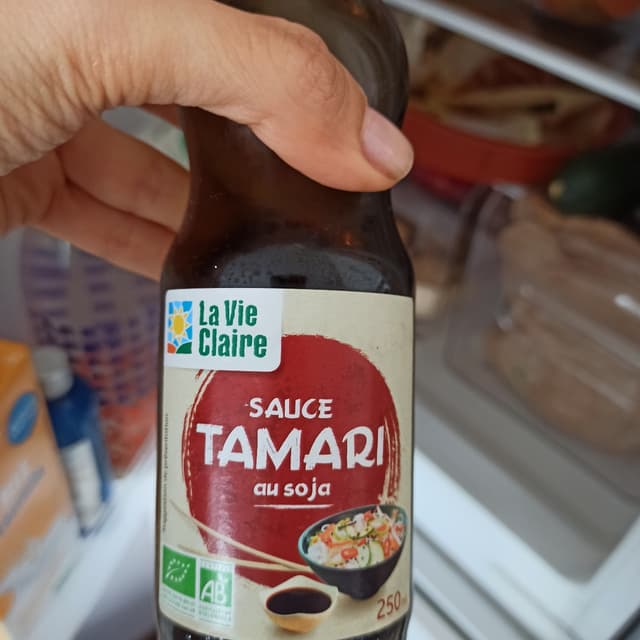 La Vie
Claire
SAUCE
TAMARI
au soja
AB
250